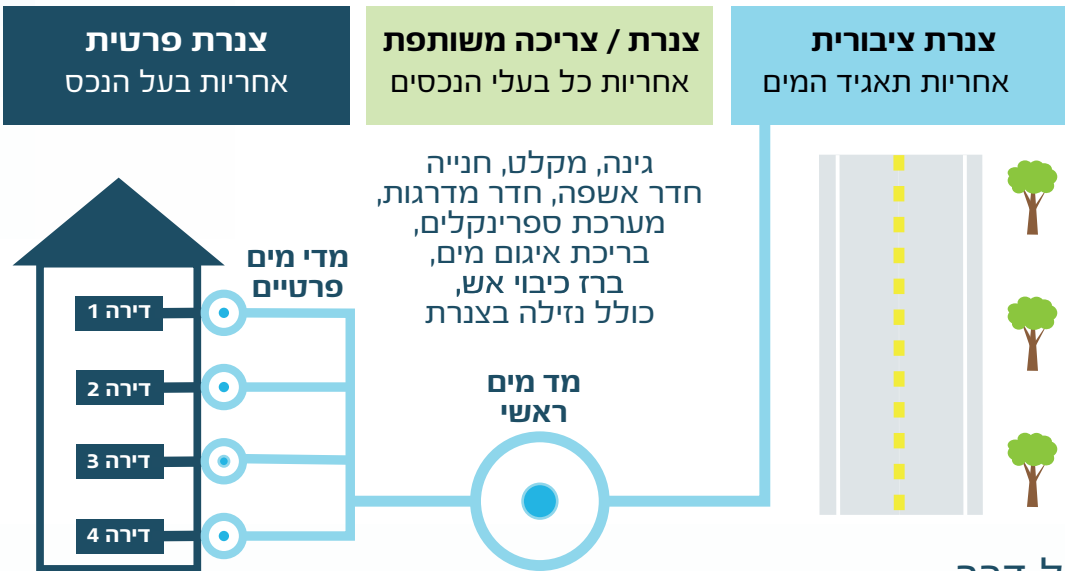 צנרת ציבורית
אחריות תאגיד המים
צנרת / צריכה משותפת
אחריות כל בעלי הנכסים
צנרת פרטית
אחריות בעל הנכס
גינה, מקלט, חנייה
חדר אשפה, חדר מדרגות,
מערכת ספרינקלים,
בריכת איגום מים,
ברז כיבוי אש,
כולל נזילה בצנרת
מד מים
ראשי
מדי מים
פרטיים
דירה 1
דירה 2
דירה 3
דירה 4